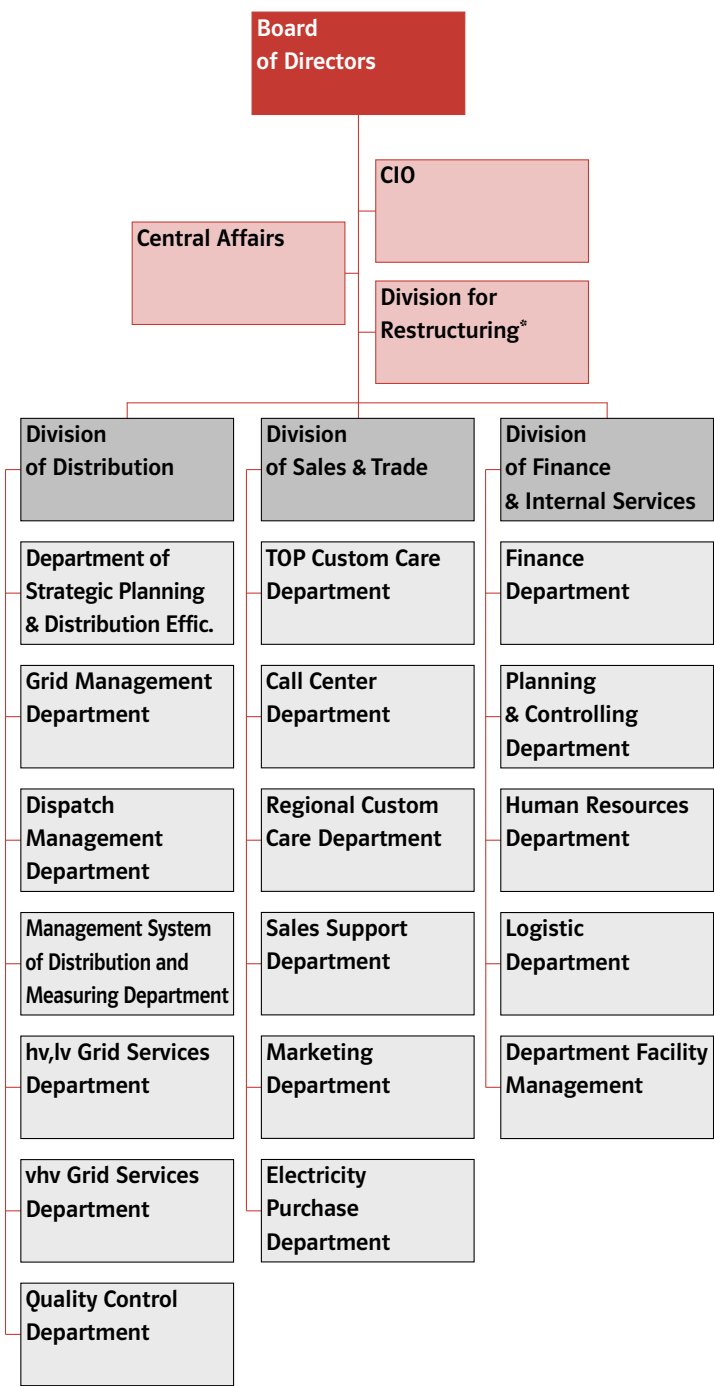 Board
of Directors
CIO
Central Affairs
Division for
Restructuring*
Division
of Distribution
Department of
Strategic Planning
& Distribution Effic.
Grid Management
Department
Dispatch
Management
Department
Management System
of Distribution and
Measuring Department
hv,lv Grid Services
Department
vhv Grid Services
Department
Quality Control
Department
Division
of Sales & Trade
TOP Custom Care
Department
Call Center
Department
Regional Custom
Care Department
Sales Support
Department
Marketing
Department
Electricity
Purchase
Department
Division
of Finance
& Internal Services
Finance
Department
Planning
& Controlling
Department
Human Resources
Department
Logistic
Department
Department Facility
Management